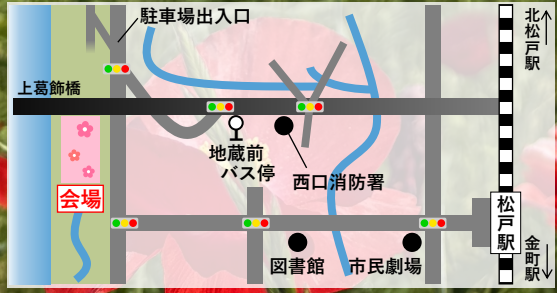 駐車場出入口
北松戸駅
上葛飾橋
地蔵前
バス停
西口消防署
会場
松戸駅
図書館
市民劇場
金町駅